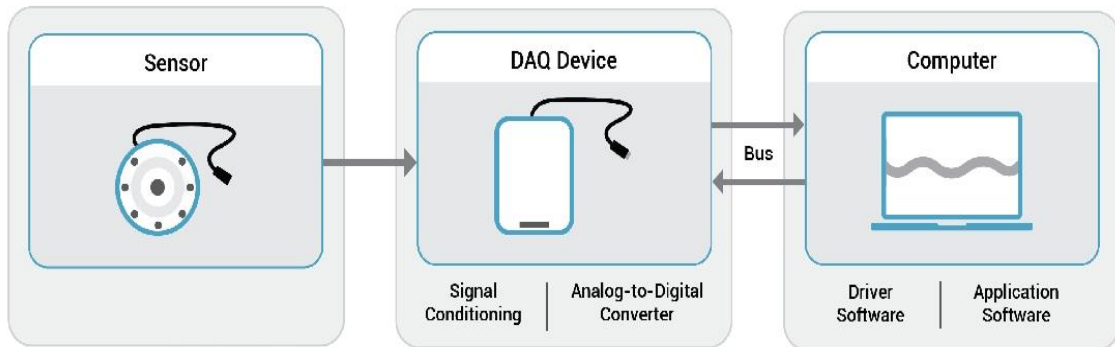 Sensor
DAQ Device
Computer
Bus
Signal
Conditioning
Analog-to-Digital
Converter
Driver
Software
Application
Software